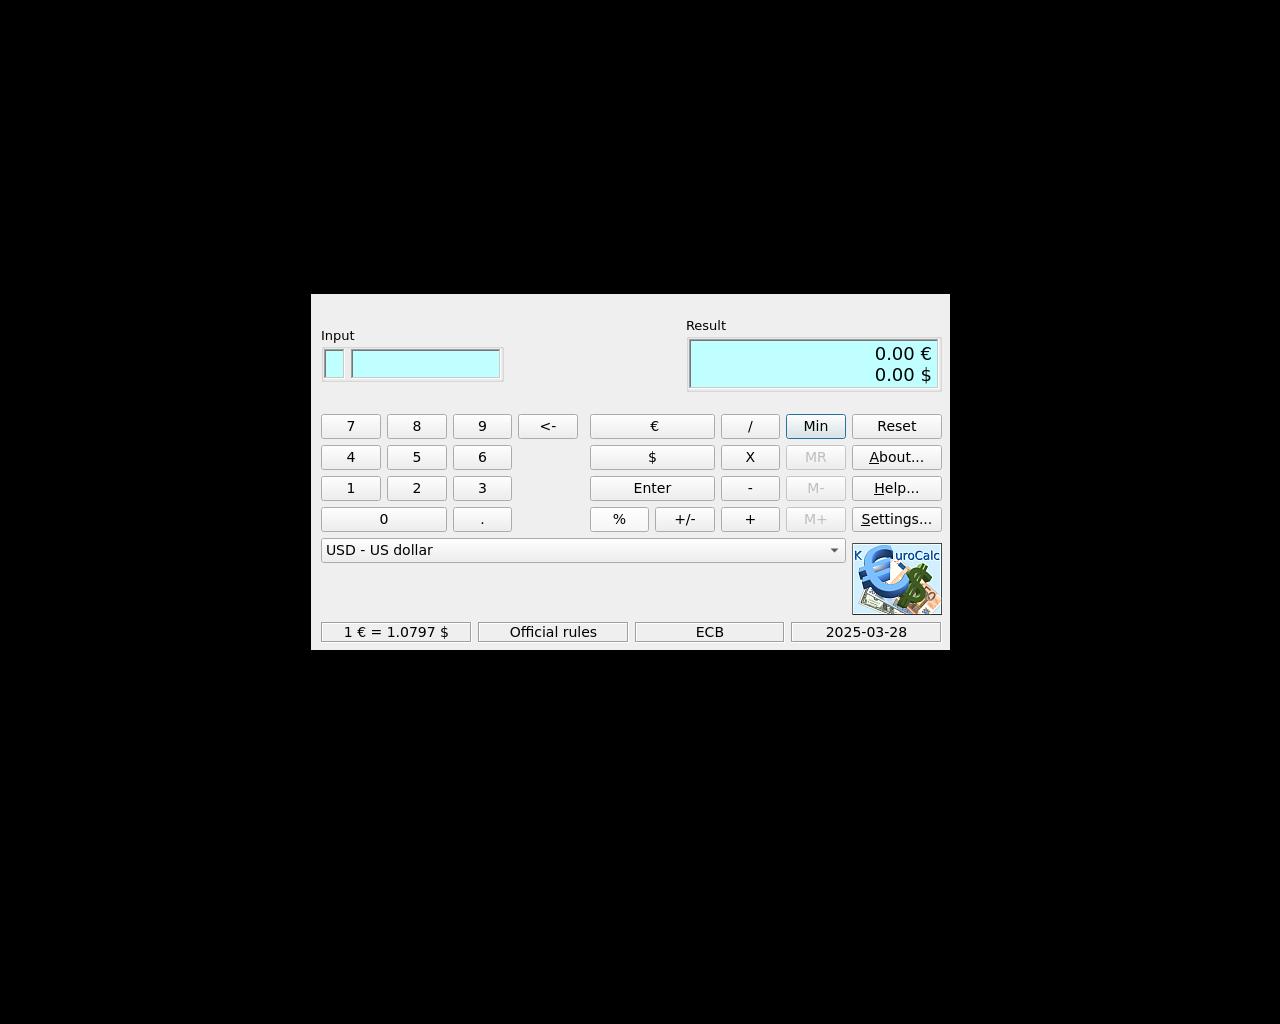 Input
Result
0.00 €
0.00 $
7 8 9 <- € / Min Reset
4 5 6 $ X MR About...
1 2 3 Enter - M- Help...
0 . % +/- + M+ Settings...
USD - US dollar
K uroCalc
1 € = 1.0797 $ Official rules ECB 2025-03-28